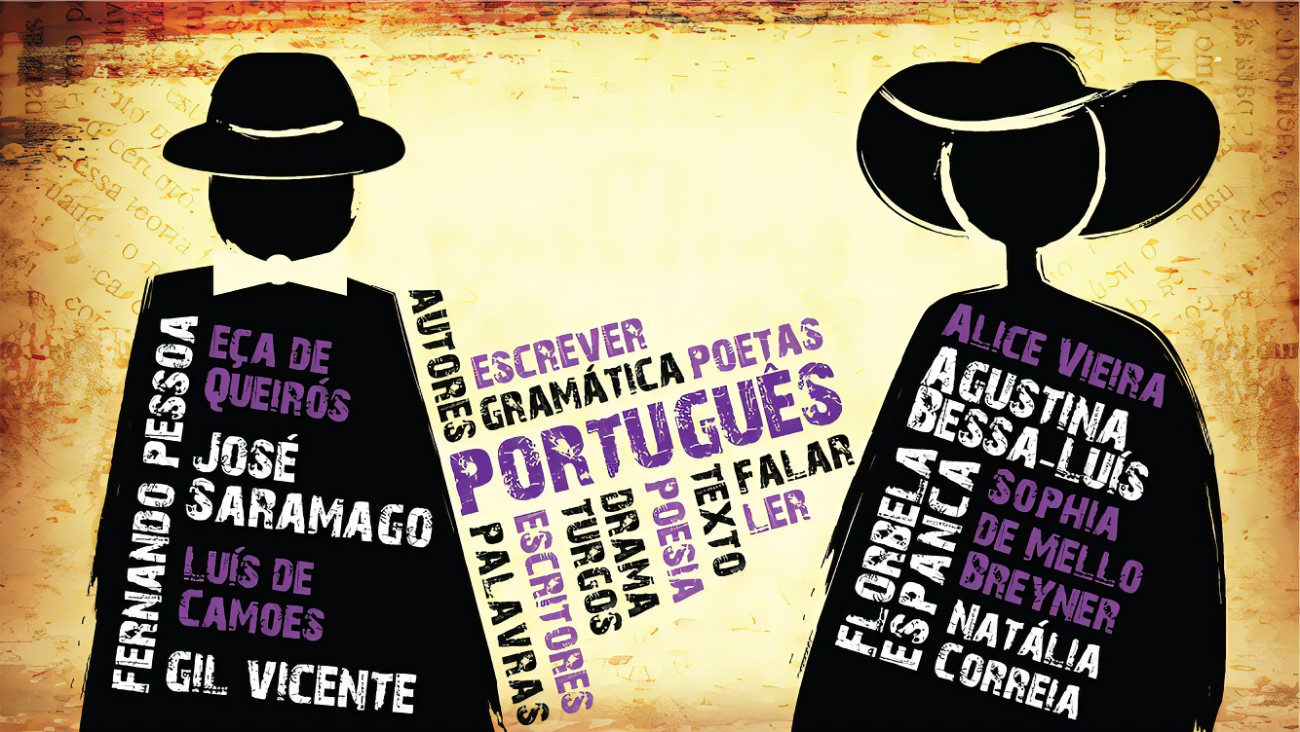 FERNANDO PESSOA
EÇA DE
QUEIRÓS
JOSÉ
SARAMAGO
LUÍS DE
CAMOES
GIL VICENTE
AUTORES
ESCREVER
GRAMÁTICA
POETAS
PORTUGUÊS
PALAVRAS
ESCRITORES
TURGOS
DRAMA
POESIA
TEXTO
FALAR
LER
ALICE VIEIRA
AGUSTINA
BESSA-LUÍS
FLORBELA
ESPANCA
SOPHIA
DE MELLO
BREYNER
NATÁLIA
CORREIA